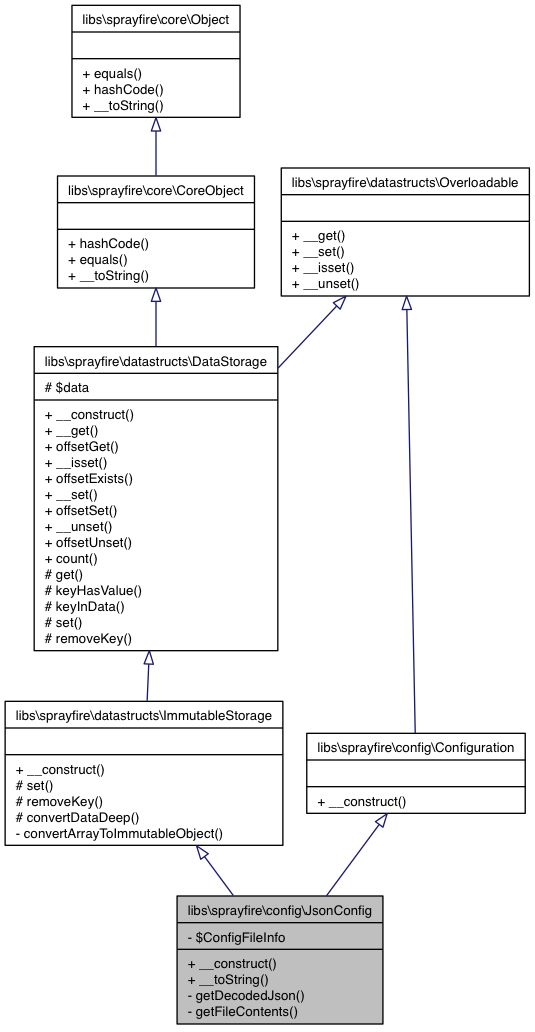 libs\sprayfire\core\Object
+ equals()
+ hashCode()
+ __toString()
libs\sprayfire\core\CoreObject
+ hashCode()
+ equals()
+ __toString()
libs\sprayfire\datastructs\Overloadable
+ __get()
+ __set()
+ __isset()
+ __unset()
libs\sprayfire\datastructs\DataStorage
# $data
+ __construct()
+ __get()
+ offsetGet()
+ __isset()
+ offsetExists()
+ __set()
+ offsetSet()
+ __unset()
+ offsetUnset()
+ count()
# get()
# keyHasValue()
# keyInData()
# set()
# removeKey()
libs\sprayfire\datastructs\ImmutableStorage
+ __construct()
# set()
# removeKey()
# convertDataDeep()
- convertArrayToImmutableObject()
libs\sprayfire\config\Configuration
+ __construct()
libs\sprayfire\config\JsonConfig
- $ConfigFileInfo
+ __construct()
+ __toString()
- getDecodedJson()
- getFileContents()